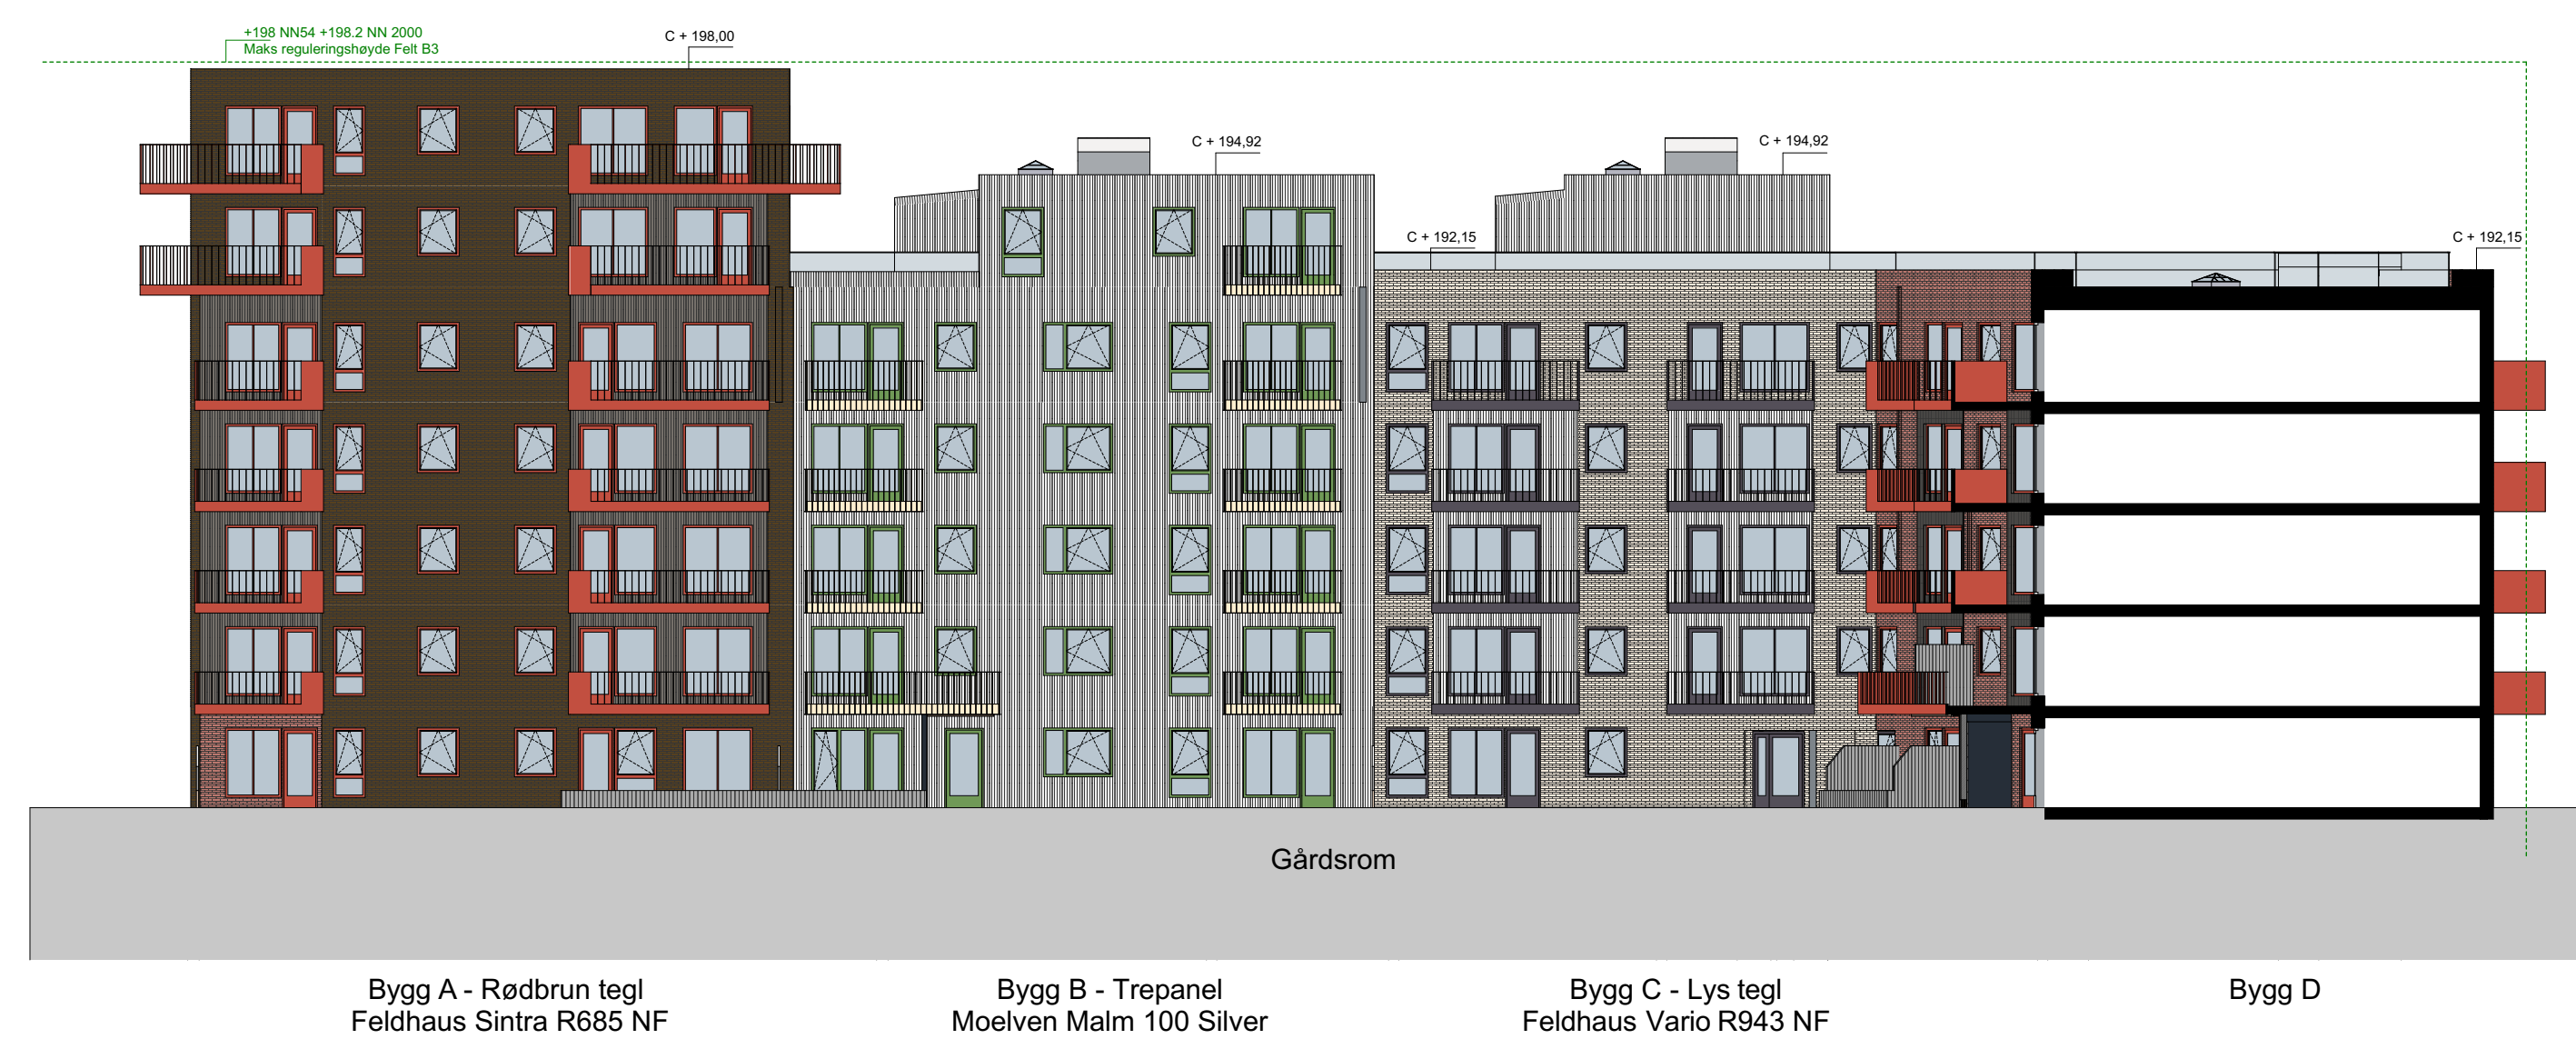 +198 NN54 +198.2 NN 2000
Maks reguleringshøyde Felt B3
C + 198,00
C + 194,92
C + 194,92
C + 192,15
C + 192,15
Gårdsrom
Bygg A - Rødbrun tegl
Feldhaus Sintra R685 NF
Bygg B - Trepanel
Moelven Malm 100 Silver
Bygg C - Lys tegl
Feldhaus Vario R943 NF
Bygg D